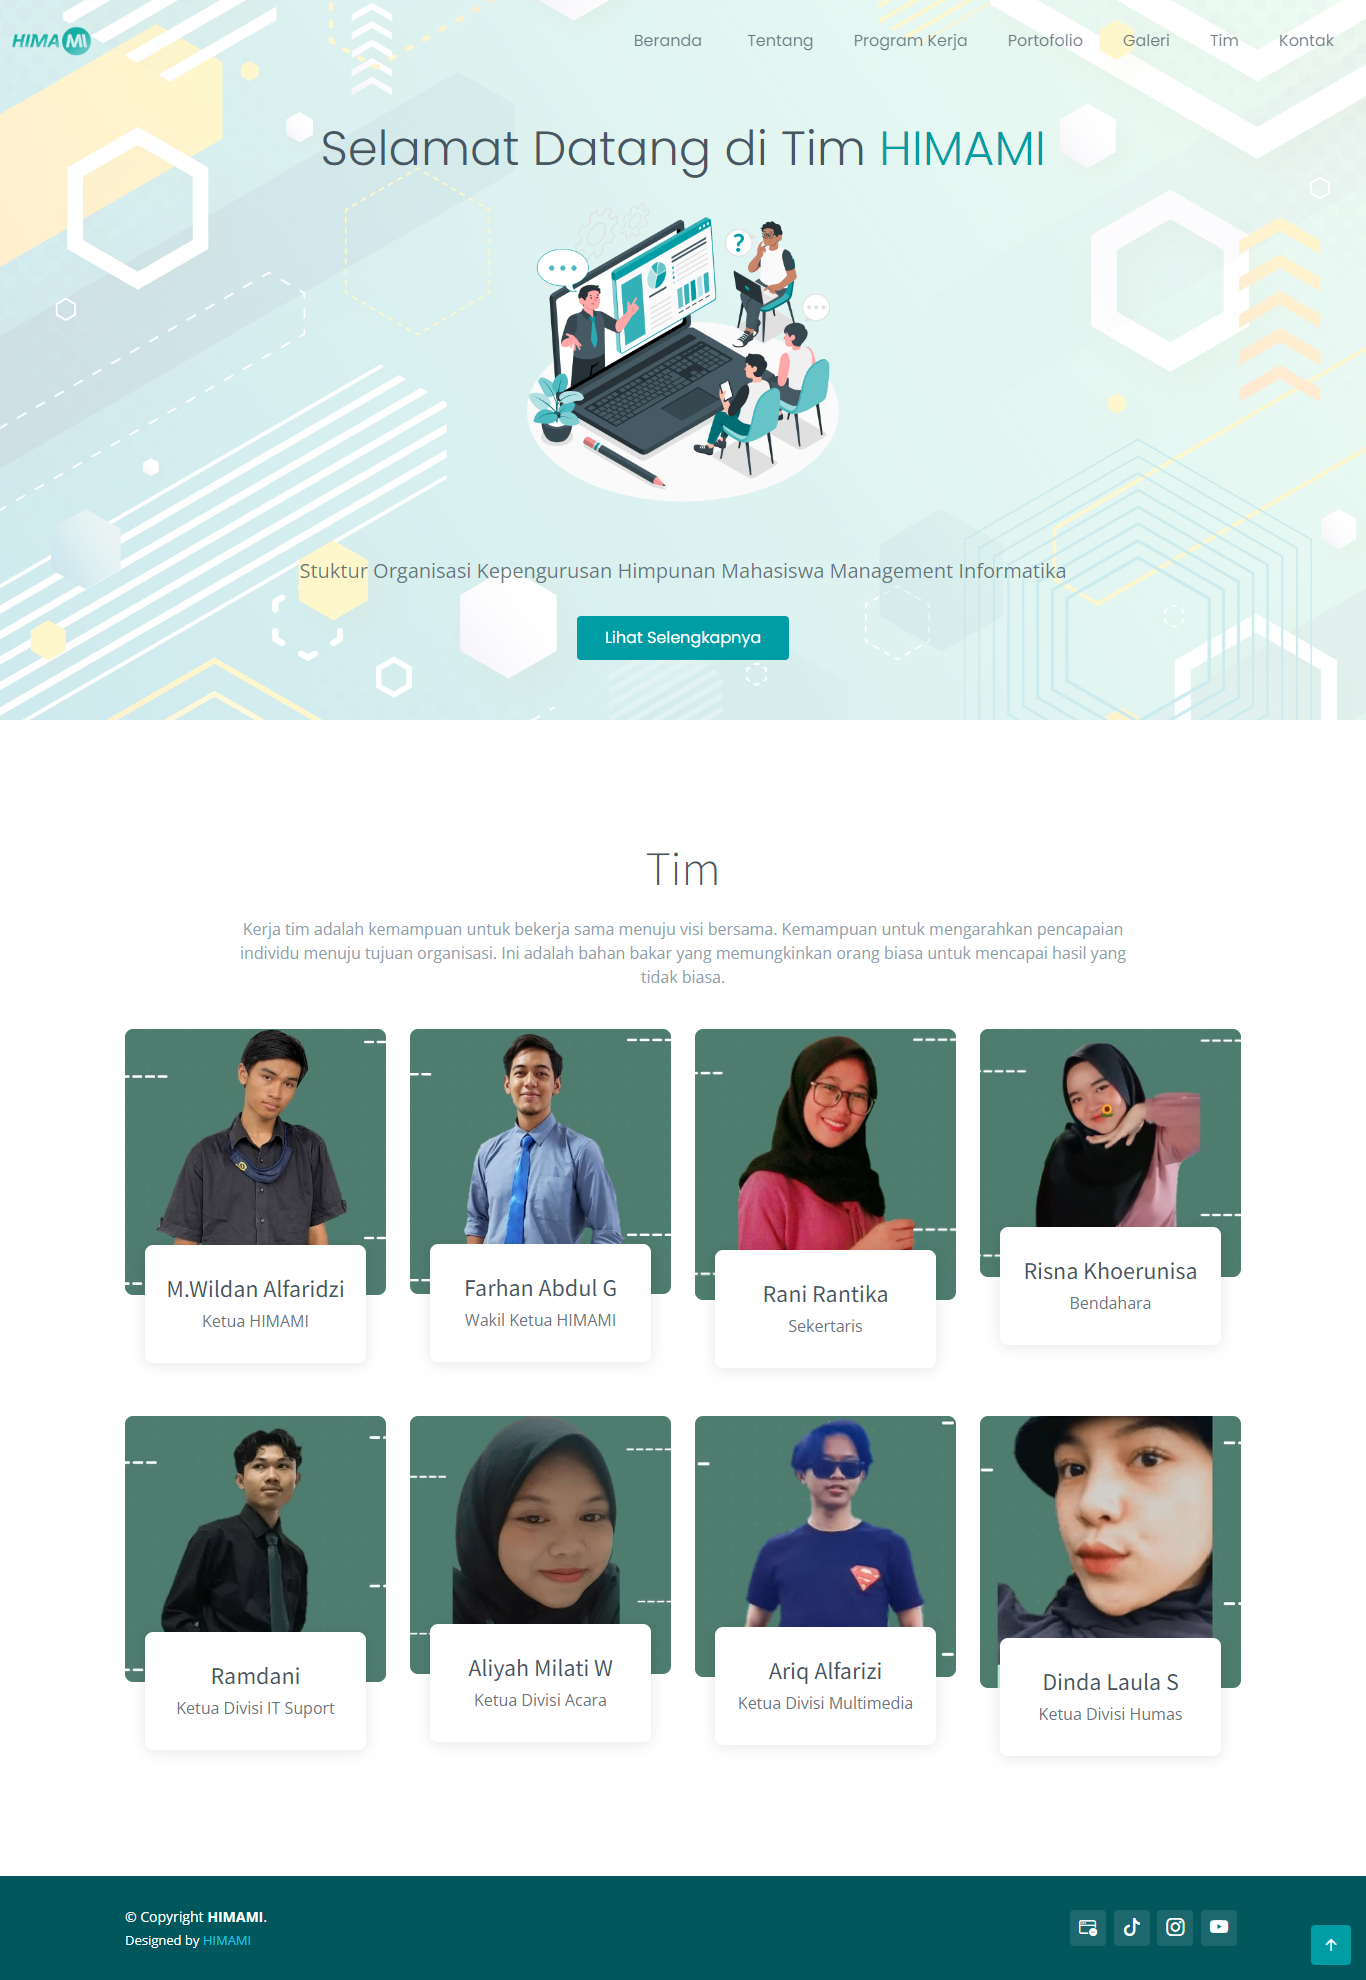 HIMA MI
Beranda Tentang Program Kerja Portofolio Galeri Tim Kontak
Selamat Datang di Tim HIMAMI
?
Stuktur Organisasi Kepengurusan Himpunan Mahasiswa Management Informatika
Lihat Selengkapnya
Tim
Kerja tim adalah kemampuan untuk bekerja sama menuju visi bersama. Kemampuan untuk mengarahkan pencapaian
individu menuju tujuan organisasi. Ini adalah bahan bakar yang memungkinkan orang biasa untuk mencapai hasil yang
tidak biasa.
M.Wildan Alfaridzi
Ketua HIMAMI
Farhan Abdul G
Wakil Ketua HIMAMI
Rani Rantika
Sekertaris
Risna Khoerunisa
Bendahara
Ramdani
Ketua Divisi IT Suport
Aliyah Milati W
Ketua Divisi Acara
Ariq Alfarizi
Ketua Divisi Multimedia
Dinda Laula S
Ketua Divisi Humas
© Copyright HIMAMI.
Designed by HIMAMI